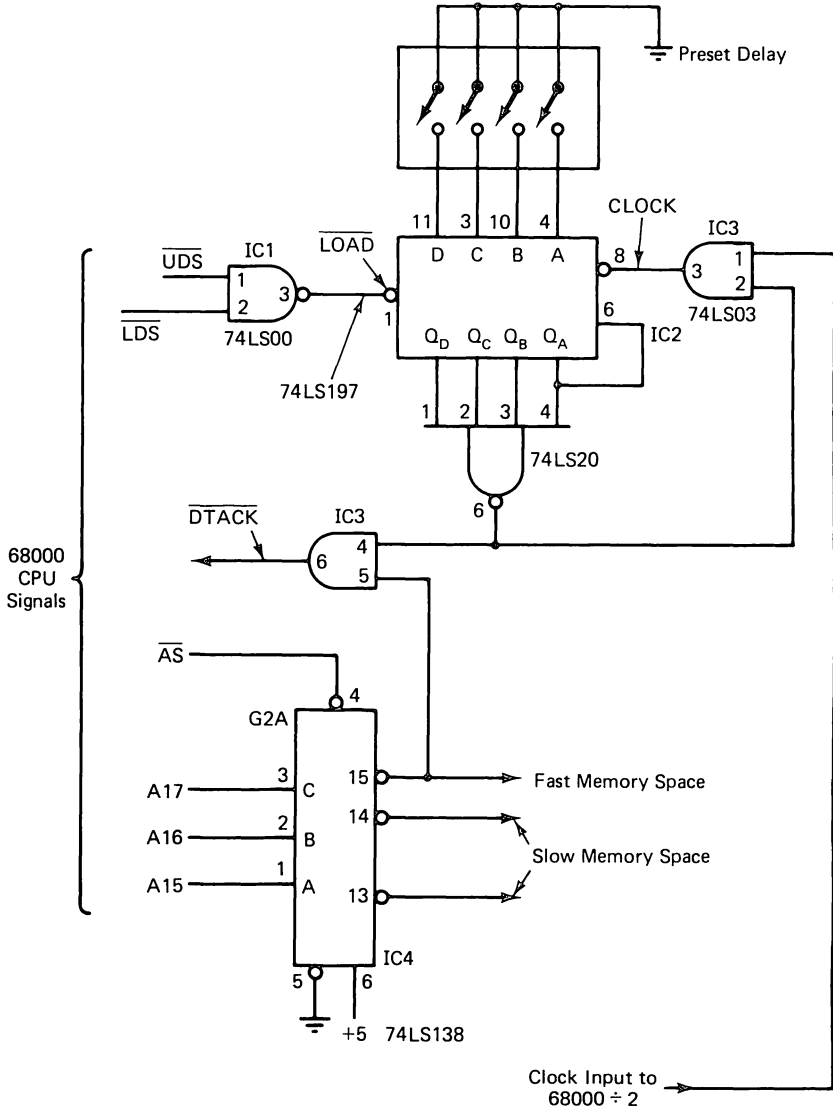 Preset Delay
11 3 10 4
D C B A
CLOCK
8
IC3
3
1
2
74LS03
UDS
LDS
IC1
1
2
3
74LS00
LOAD
1
74LS197
6
IC2
QD QC QB QA
1 2 3 4
74LS20
6
DTACK
IC3
6
4
5
68000
CPU
Signals
AS
4
G2A
A17
3
C
15
Fast Memory Space
A16
2
B
14
Slow Memory Space
A15
1
A
13
IC4
5
6
+5 74LS138
Clock Input to
68000 ÷ 2